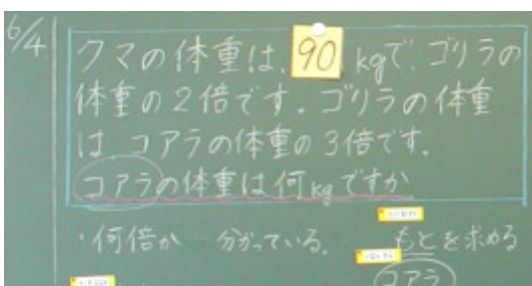 6/4
クマの体重は、90kgで、ゴリラの
体重の2倍です。ゴリラの体重
は、コアラの体重の3倍です。
コアラの体重は何kgですか
・何倍か 分かっている。 もとを求める
コアラ